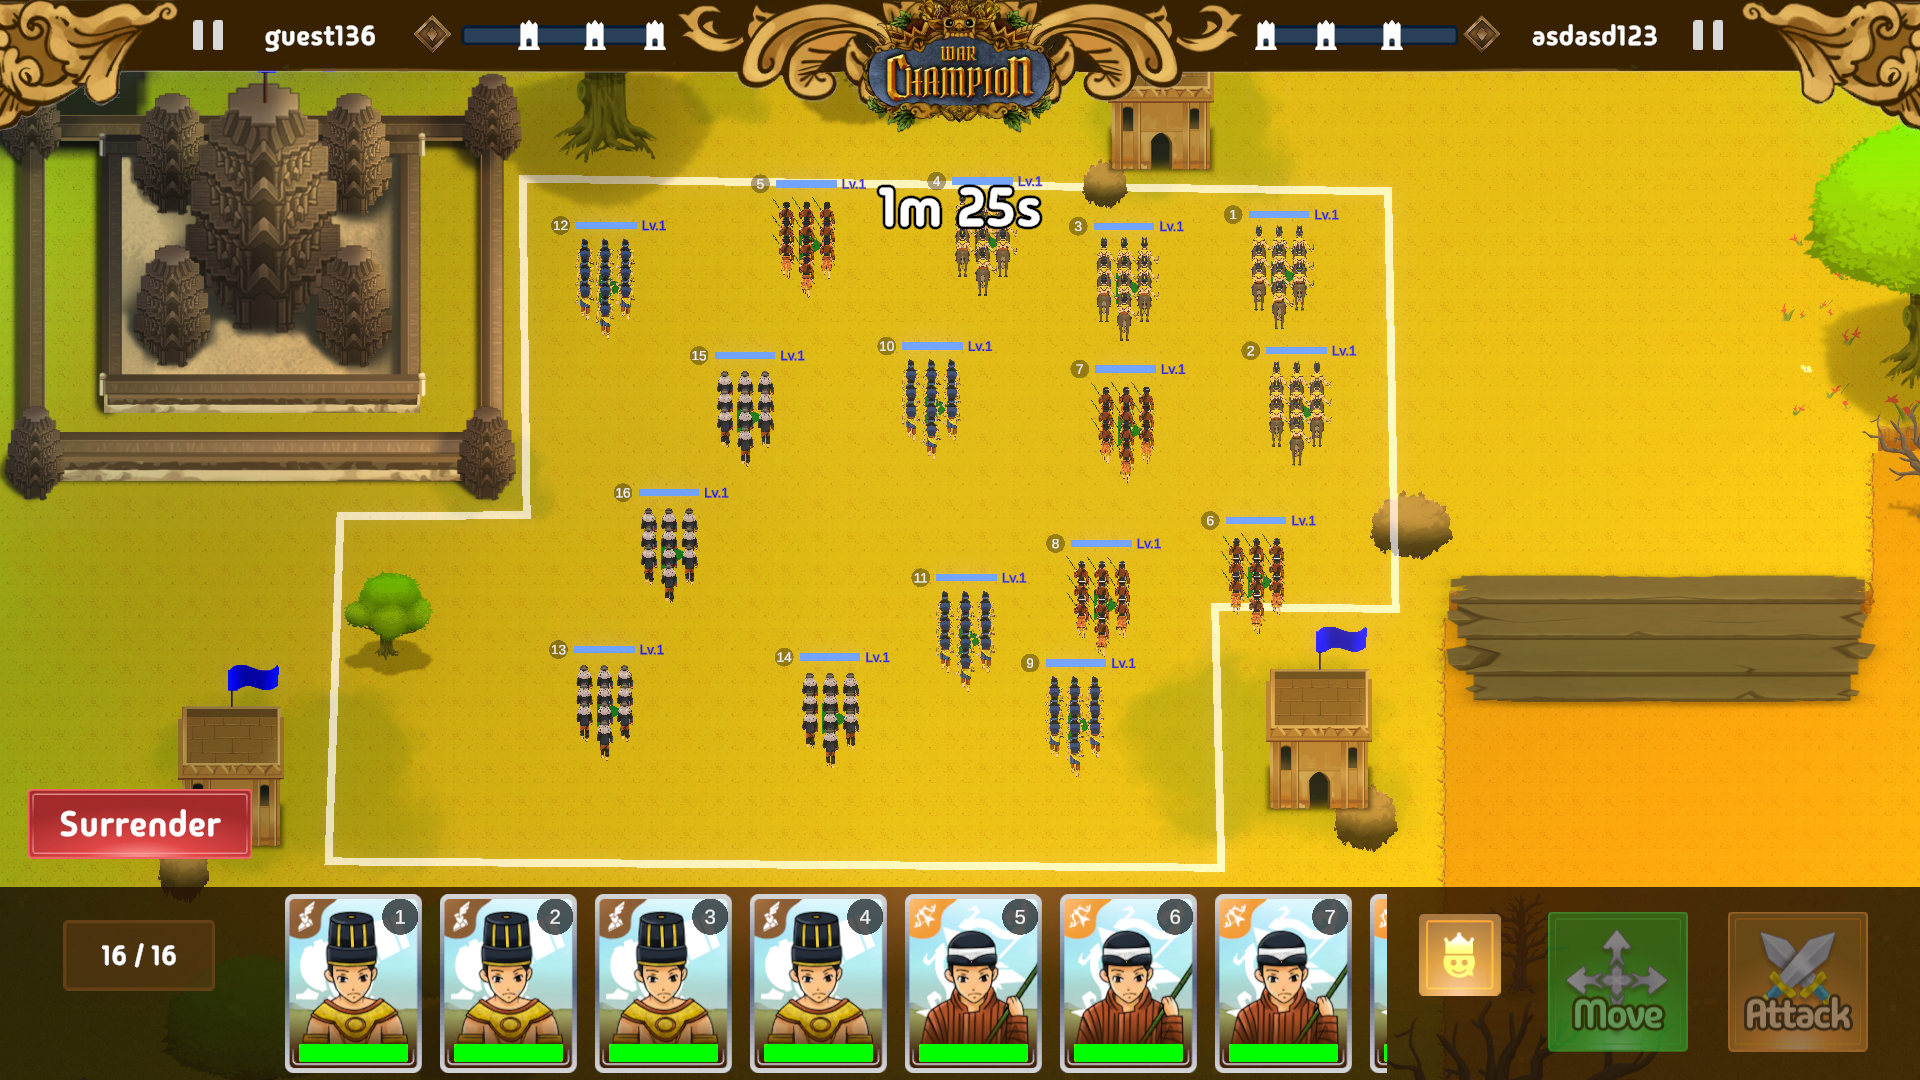 guest136
WAR
CHAMPION
asdasd123
1m 25s
5 Lv.1
4 Lv.1
12 Lv.1
3 Lv.1
1 Lv.1
15 Lv.1
10 Lv.1
7 Lv.1
2 Lv.1
16 Lv.1
8 Lv.1
6 Lv.1
11 Lv.1
13 Lv.1
14 Lv.1
9 Lv.1
Surrender
16 / 16
1 2 3 4 5 6 7
Move
Attack